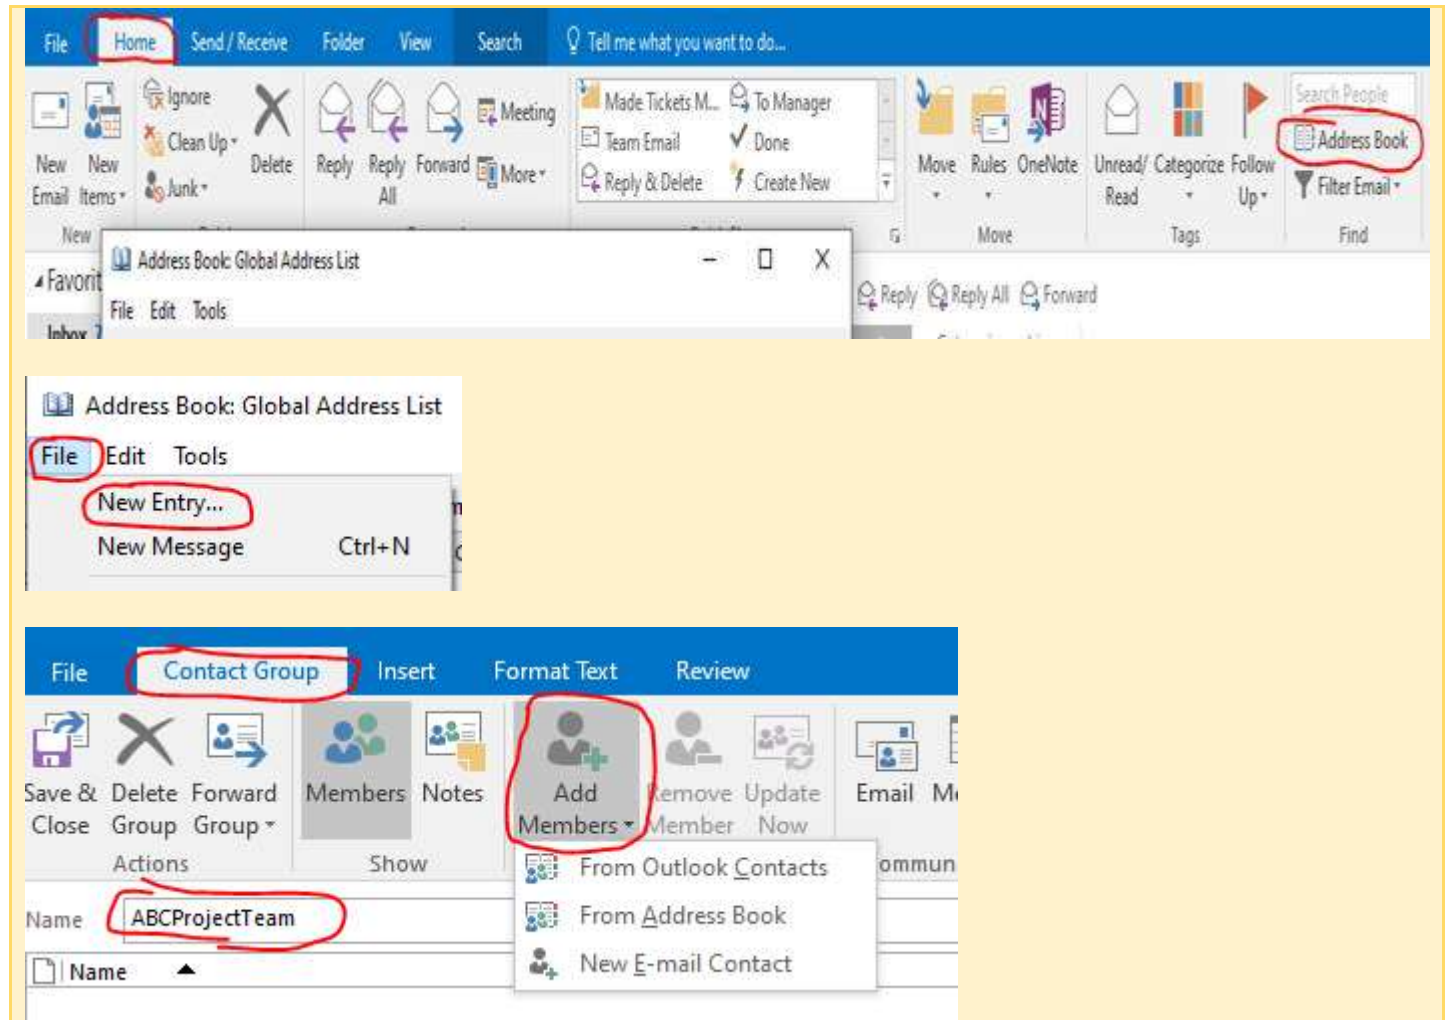 File Home Send / Receive Folder View Search Tell me what you want to do...
Ignore
Clean Up
Junk
New Email
New Items
Delete
Reply
Reply All
Forward
Meeting
More
Made Tickets M...
To Manager
Team Email
Done
Reply & Delete
Create New
Move
Rules
OneNote
Unread/ Read
Categorize
Follow Up
Search People
Address Book
Filter Email
New
Move
Tags
Find
Favorit
Inbox 7
Address Book: Global Address List
File Edit Tools
Reply Reply All Forward
Address Book: Global Address List
File Edit Tools
New Entry...
New Message Ctrl+N
File Contact Group Insert Format Text Review
Save & Close
Delete Group
Forward Group
Members
Notes
Add Members
Remove Member
Update Now
Email
Actions
Show
ommun
From Outlook Contacts
From Address Book
New E-mail Contact
Name ABCProjectTeam
Name